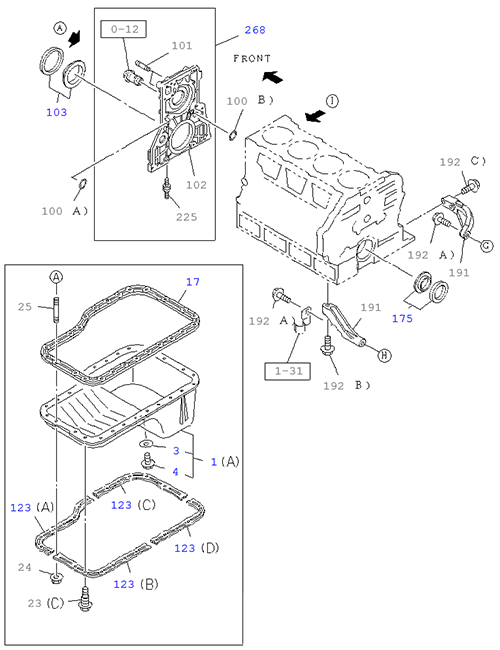 A
0-12
101
268
FRONT
103
100 B)
I
102
192 C)
100 A)
225
192 A)
G
191
A
17
25
191
192 A)
175
1-31
H
192 B)
3
1 (A)
4
123 (A)
123 (C)
123 (D)
24
123 (B)
23 (C)